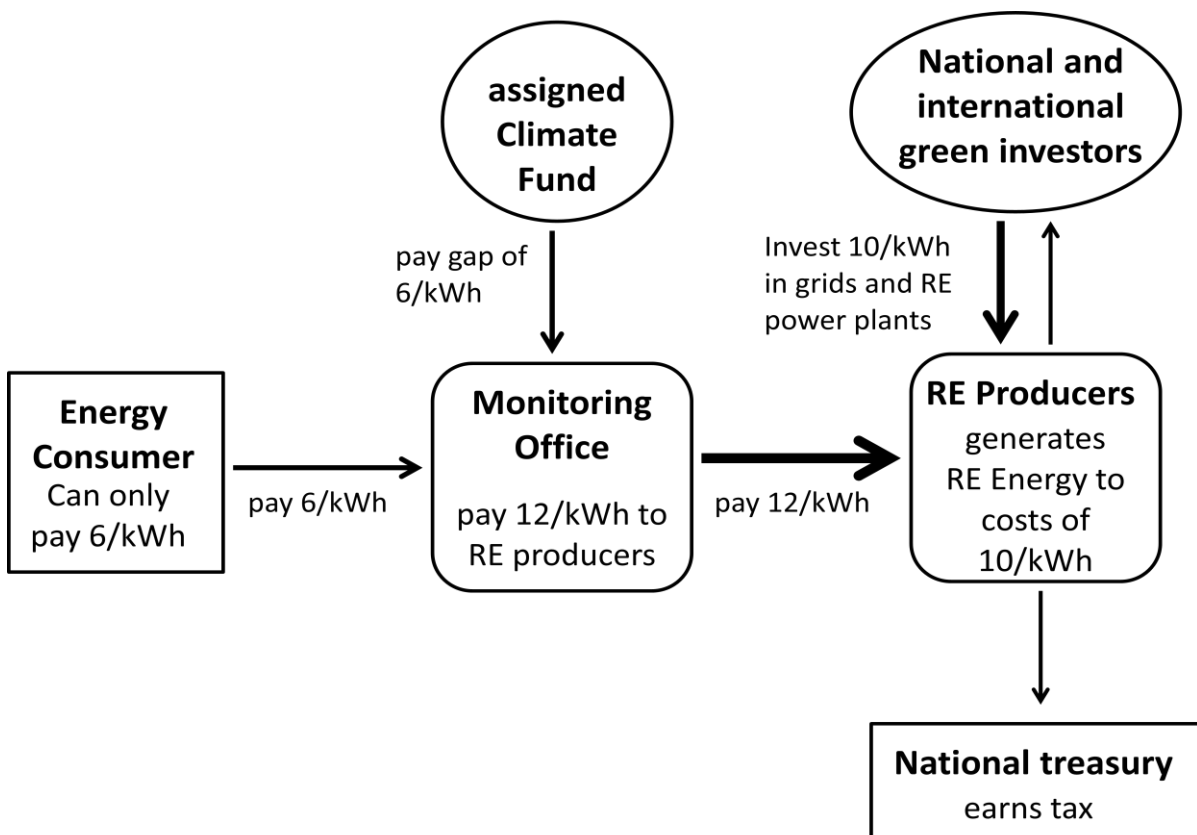 assigned
Climate
Fund
National and
international
green investors
pay gap of
6/kWh
Invest 10/kWh
in grids and RE
power plants
Energy
Consumer
Can only
pay 6/kWh
pay 6/kWh
Monitoring
Office
pay 12/kWh to
RE producers
pay 12/kWh
RE Producers
generates
RE Energy to
costs of
10/kWh
National treasury
earns tax